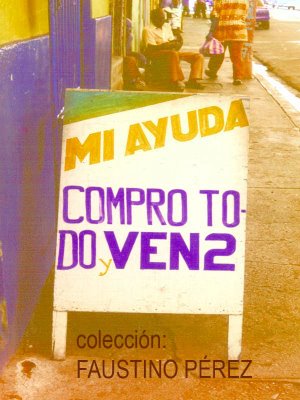 MI AYUDA
COMPRO TO-
DO y VEN2
colección:
FAUSTINO PÉREZ